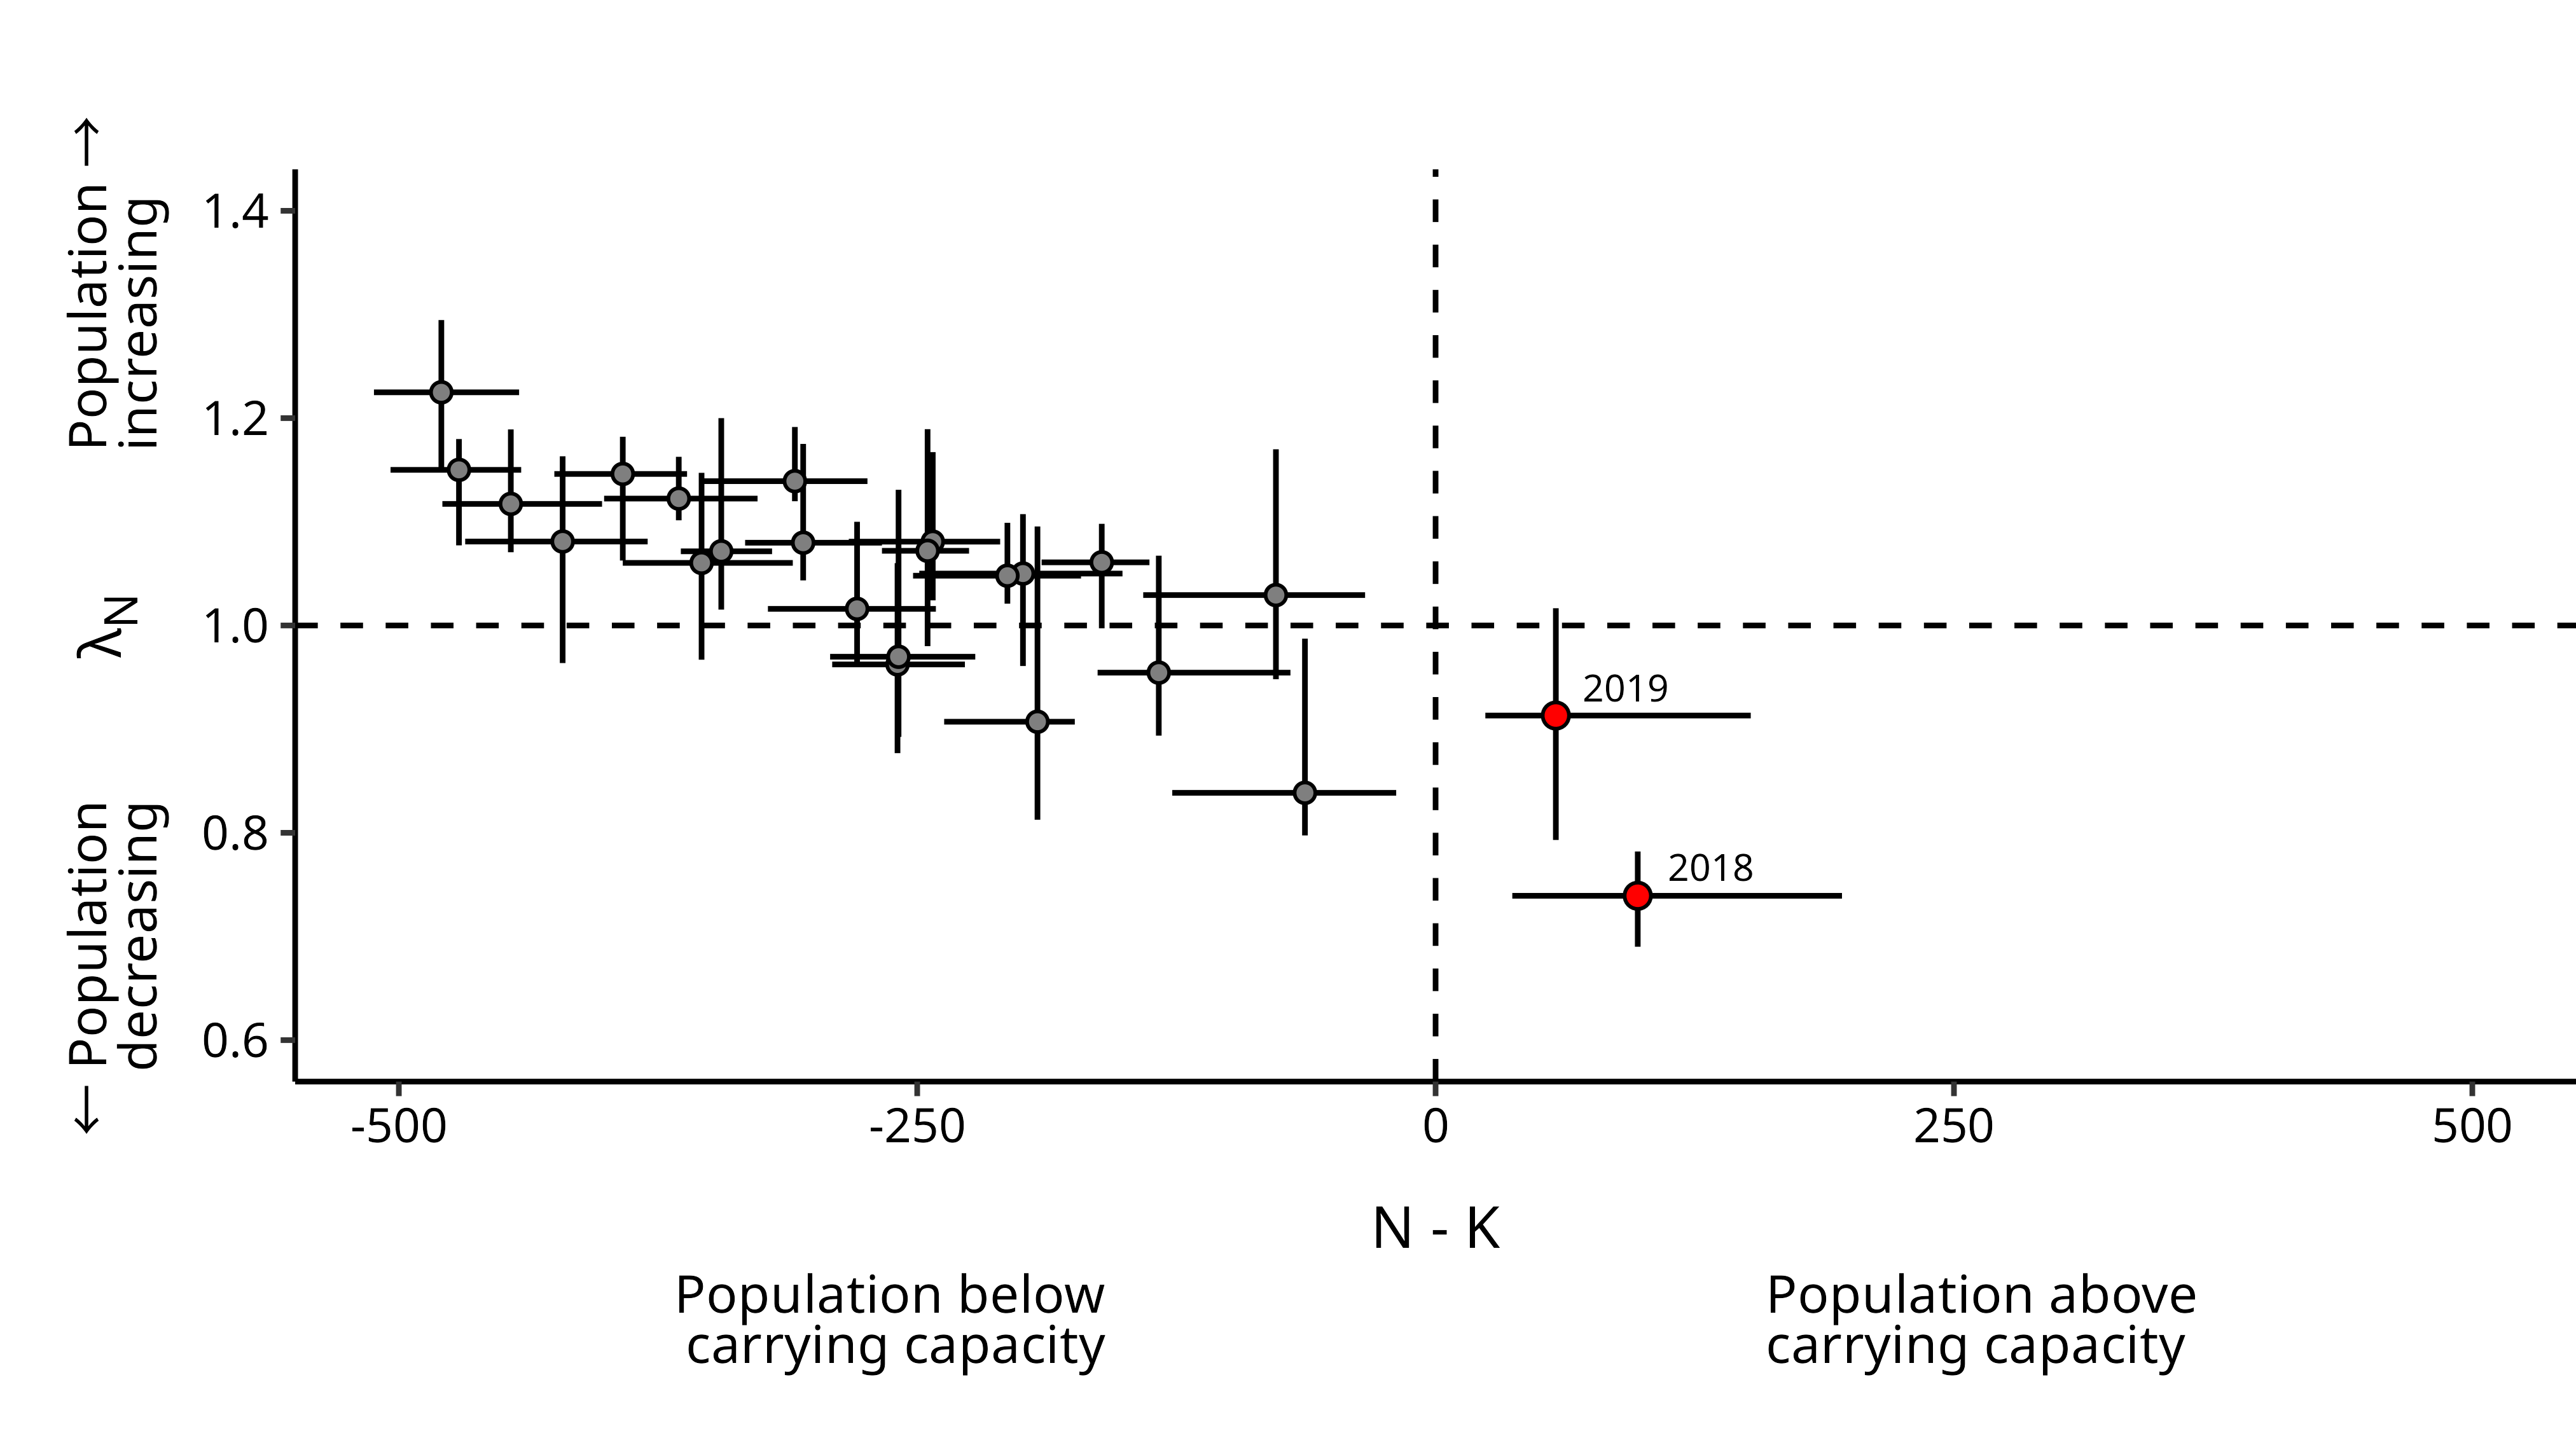 Population →
increasing
λN
← Population
decreasing
1.4
1.2
1.0
0.8
0.6
2019
2018
-500
-250
0
250
500
N - K
Population below
carrying capacity
Population above
carrying capacity